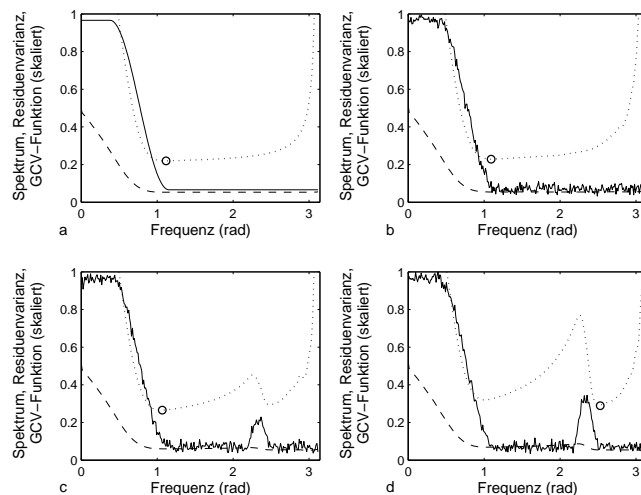 Spektrum, Residuenvarianz,
GCV−Funktion (skaliert)
1
0.8
0.6
0.4
0.2
0
0
1
2
3
a
Frequenz (rad)
Spektrum, Residuenvarianz,
GCV−Funktion (skaliert)
1
0.8
0.6
0.4
0.2
0
0
1
2
3
b
Frequenz (rad)
Spektrum, Residuenvarianz,
GCV−Funktion (skaliert)
1
0.8
0.6
0.4
0.2
0
0
1
2
3
c
Frequenz (rad)
Spektrum, Residuenvarianz,
GCV−Funktion (skaliert)
1
0.8
0.6
0.4
0.2
0
0
1
2
3
d
Frequenz (rad)